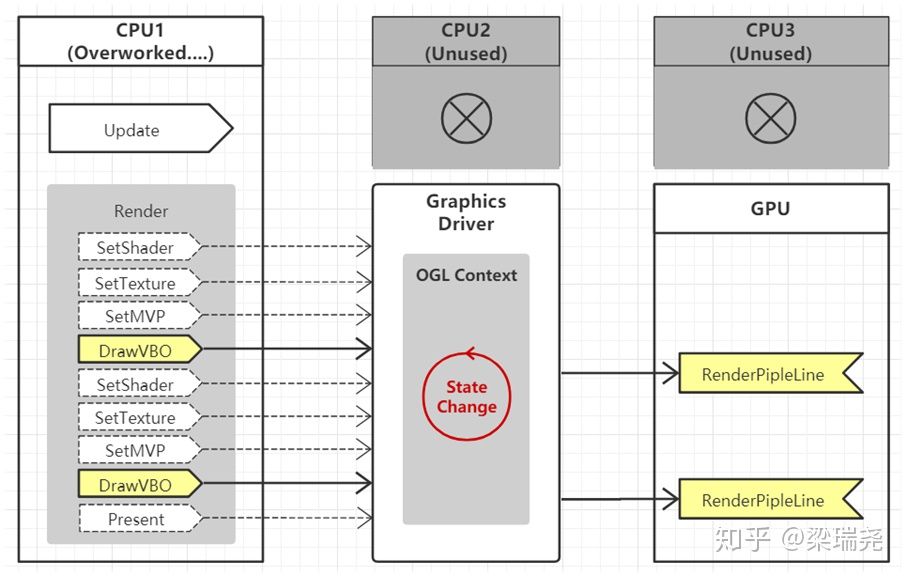 CPU1
(Overworked....)
Update
Render
SetShader
SetTexture
SetMVP
DrawVBO
SetShader
SetTexture
SetMVP
DrawVBO
Present
CPU2
(Unused)
Graphics
Driver
OGL Context
State
Change
CPU3
(Unused)
GPU
RenderPipleLine
RenderPipleLine
知乎 @梁瑞尧